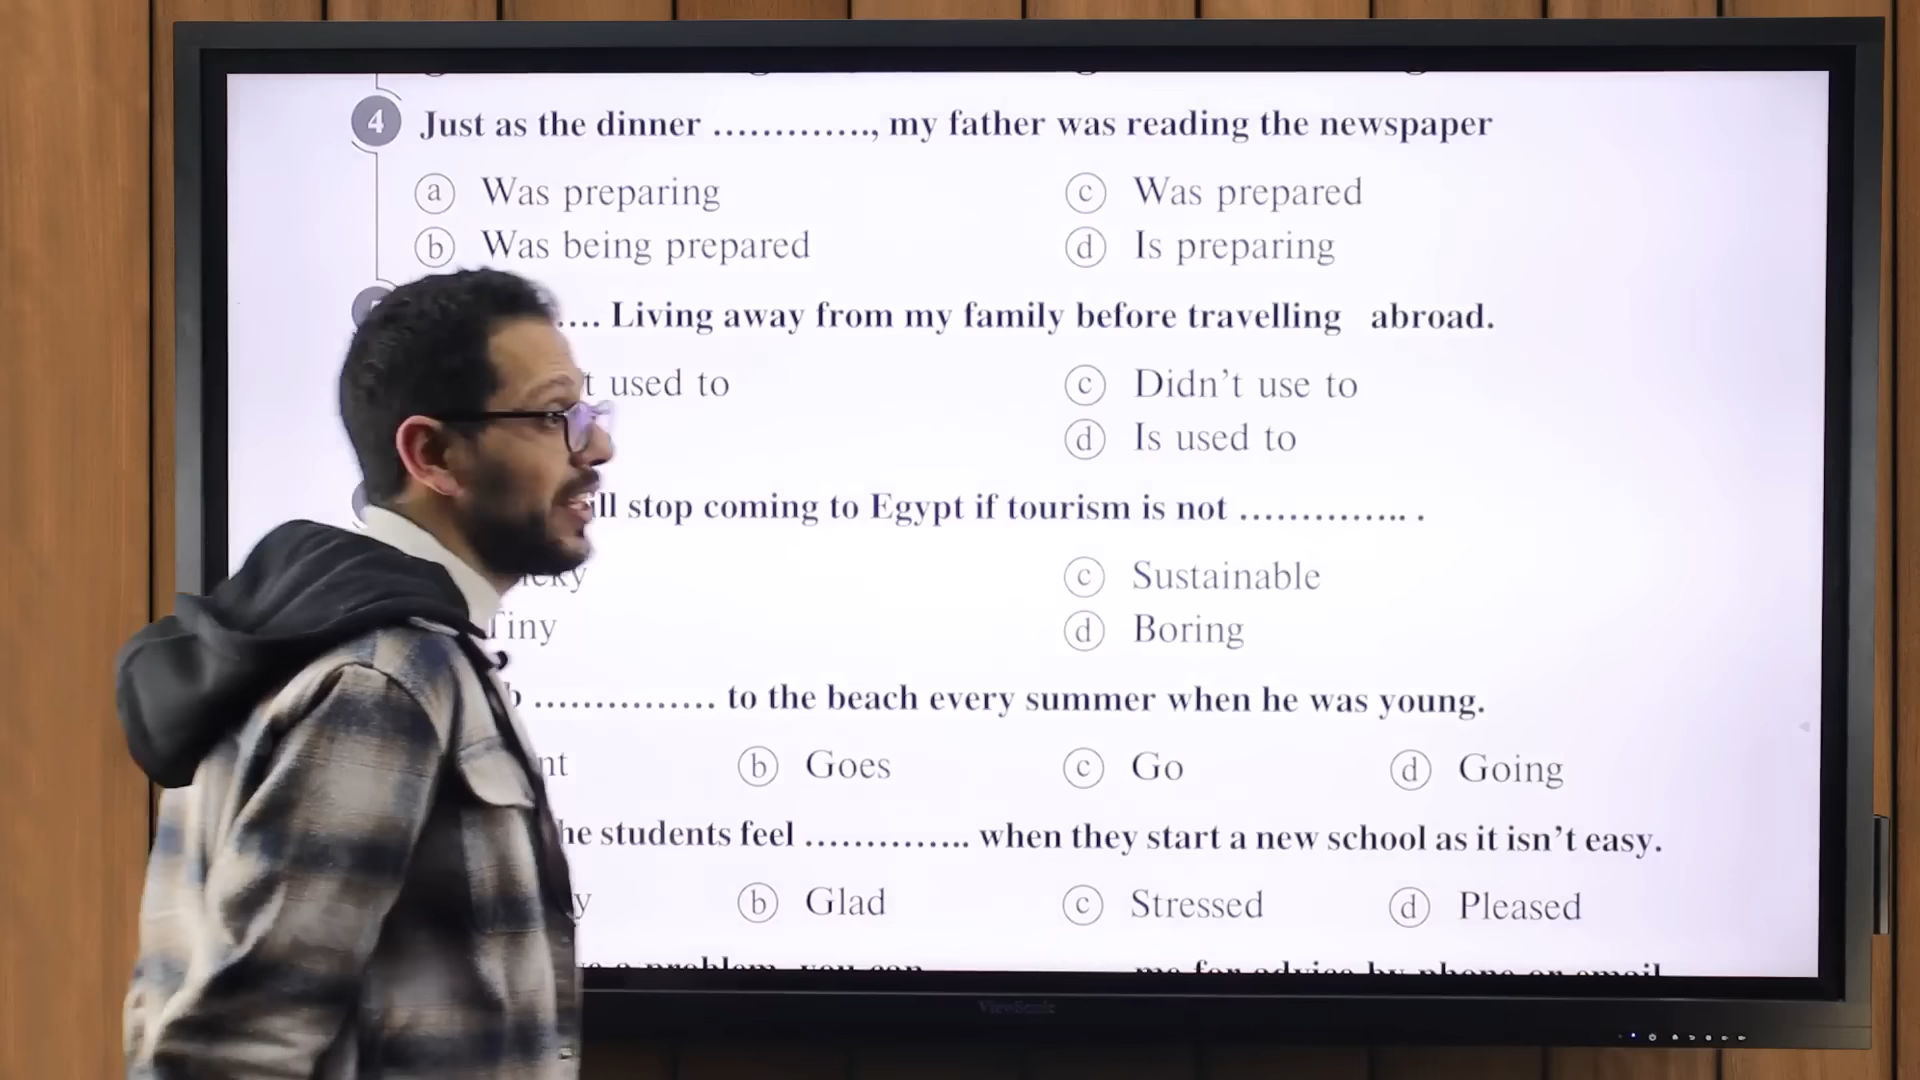 4 Just as the dinner ............., my father was reading the newspaper
a Was preparing c Was prepared
b Was being prepared d Is preparing
.... Living away from my family before travelling abroad.
used to c Didn't use to
d Is used to
stop coming to Egypt if tourism is not .............. .
c Sustainable
Tiny d Boring
............... to the beach every summer when he was young.
b Goes c Go d Going
students feel ............. when they start a new school as it isn't easy.
b Glad c Stressed d Pleased
ViewSonic